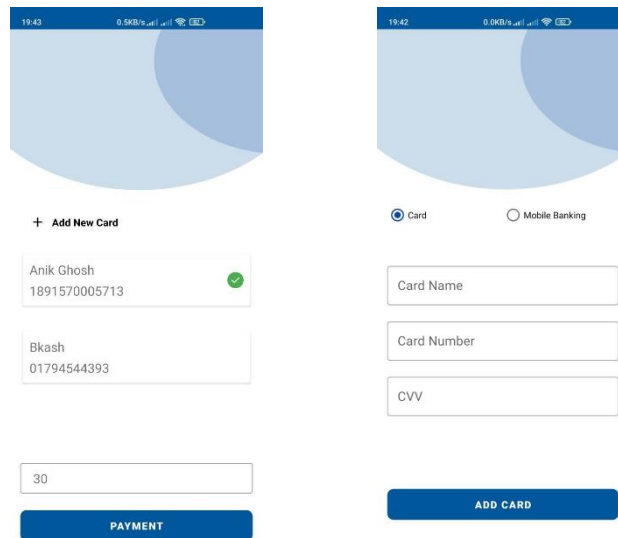 19:43
0.5KB/s
+ Add New Card
Anik Ghosh
1891570005713
Bkash
01794544393
30
PAYMENT
19:42
0.0KB/s
Card
Mobile Banking
Card Name
Card Number
CVV
ADD CARD